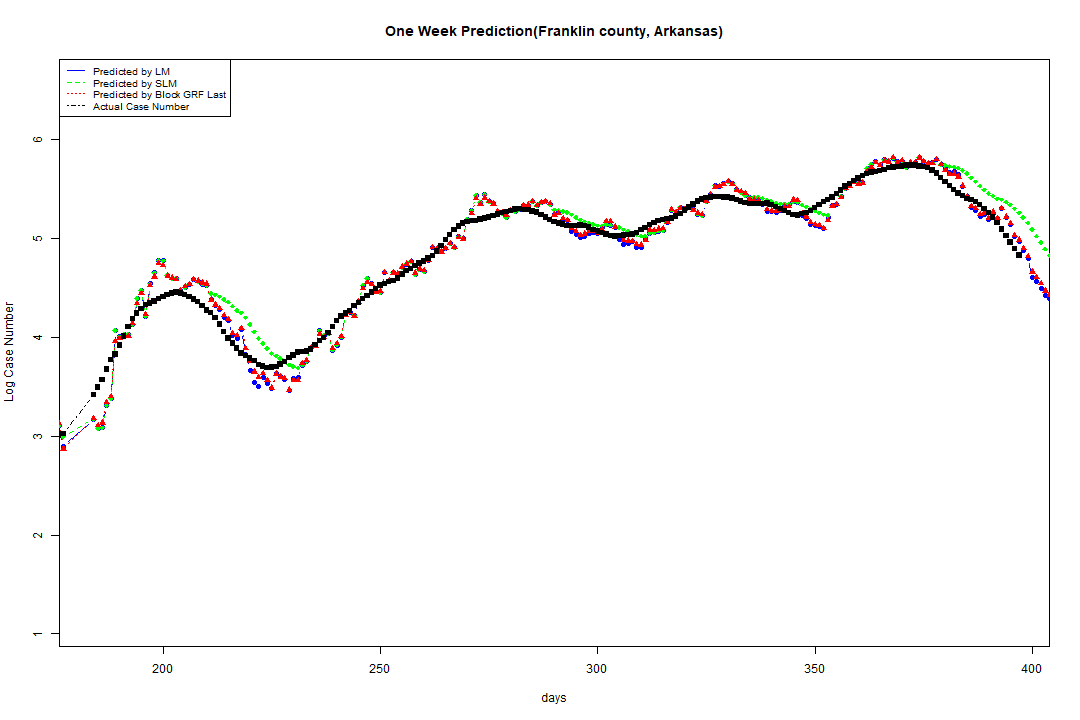 One Week Prediction(Franklin county, Arkansas)
Predicted by LM
Predicted by SLM
Predicted by Block GRF Last
Actual Case Number
6
5
4
3
2
1
Log Case Number
200 250 300 350 400
days